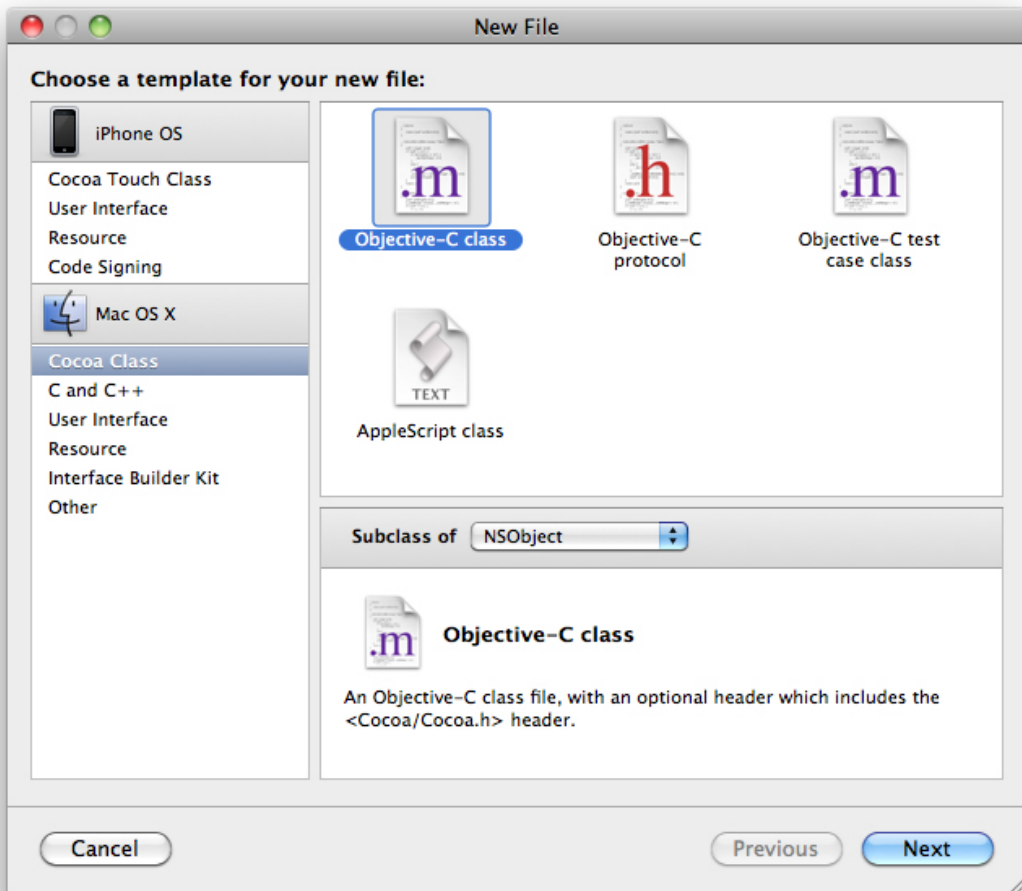 New File
Choose a template for your new file:
iPhone OS
Cocoa Touch Class
User Interface
Resource
Code Signing
Mac OS X
Cocoa Class
C and C++
User Interface
Resource
Interface Builder Kit
Other
.m
Objective-C class
.h
Objective-C
protocol
.m
Objective-C test
case class
TEXT
AppleScript class
Subclass of NSObject
.m
Objective-C class
An Objective-C class file, with an optional header which includes the
<Cocoa/Cocoa.h> header.
Cancel
Previous
Next